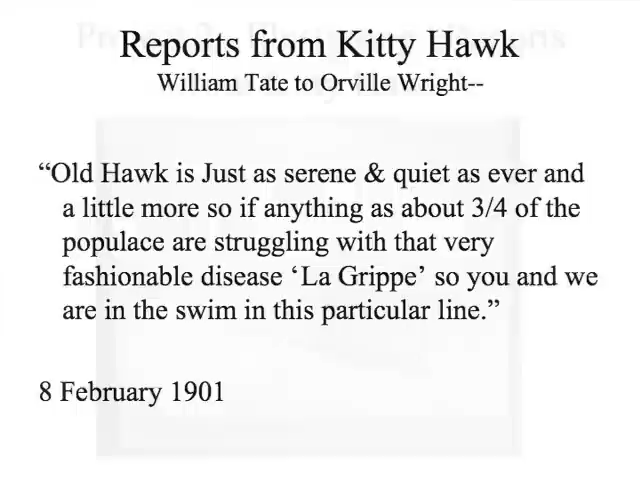 Reports from Kitty Hawk
William Tate to Orville Wright--
“Old Hawk is Just as serene & quiet as ever and
a little more so if anything as about 3/4 of the
populace are struggling with that very
fashionable disease ‘La Grippe’ so you and we
are in the swim in this particular line.”
8 February 1901